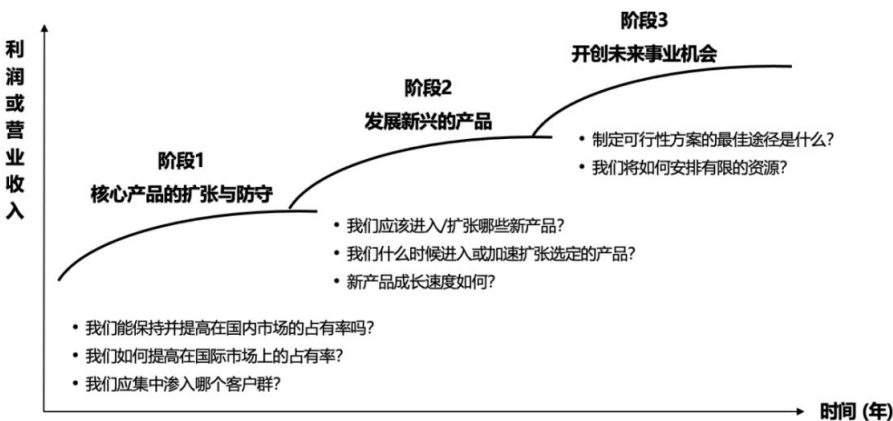 利润或营业收入
阶段1
核心产品的扩张与防守
• 我们能保持并提高在国内市场的占有率吗?
• 我们如何提高在国际市场上的占有率?
• 我们应集中渗入哪个客户群?
阶段2
发展新兴的产品
• 我们应该进入/扩张哪些新产品?
• 我们什么时候进入或加速扩张选定的产品?
• 新产品成长速度如何?
阶段3
开创未来事业机会
• 制定可行性方案的最佳途径是什么?
• 我们将如何安排有限的资源?
时间 (年)